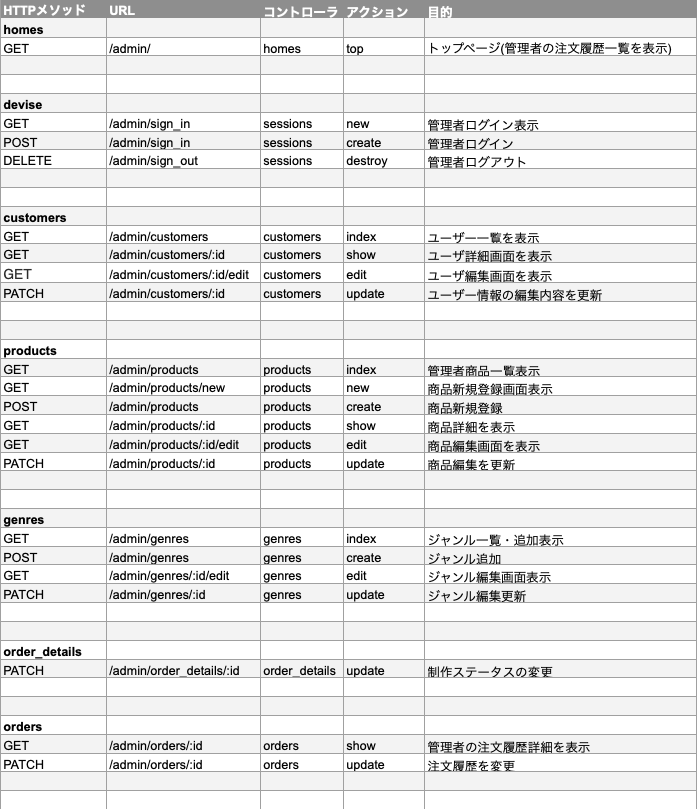 HTTPメソッド URL コントローラ アクション 目的
homes
GET /admin/ homes top トップページ(管理者の注文履歴一覧を表示)
devise
GET /admin/sign_in sessions new 管理者ログイン表示
POST /admin/sign_in sessions create 管理者ログイン
DELETE /admin/sign_out sessions destroy 管理者ログアウト
customers
GET /admin/customers customers index ユーザー一覧を表示
GET /admin/customers/:id customers show ユーザ詳細画面を表示
GET /admin/customers/:id/edit customers edit ユーザ編集画面を表示
PATCH /admin/customers/:id customers update ユーザー情報の編集内容を更新
products
GET /admin/products products index 管理者商品一覧表示
GET /admin/products/new products new 商品新規登録画面表示
POST /admin/products products create 商品新規登録
GET /admin/products/:id products show 商品詳細を表示
GET /admin/products/:id/edit products edit 商品編集画面を表示
PATCH /admin/products/:id products update 商品編集を更新
genres
GET /admin/genres genres index ジャンル一覧・追加表示
POST /admin/genres genres create ジャンル追加
GET /admin/genres/:id/edit genres edit ジャンル編集画面表示
PATCH /admin/genres/:id genres update ジャンル編集更新
order_details
PATCH /admin/order_details/:id order_details update 制作ステータスの変更
orders
GET /admin/orders/:id orders show 管理者の注文履歴詳細を表示
PATCH /admin/orders/:id orders update 注文履歴を変更